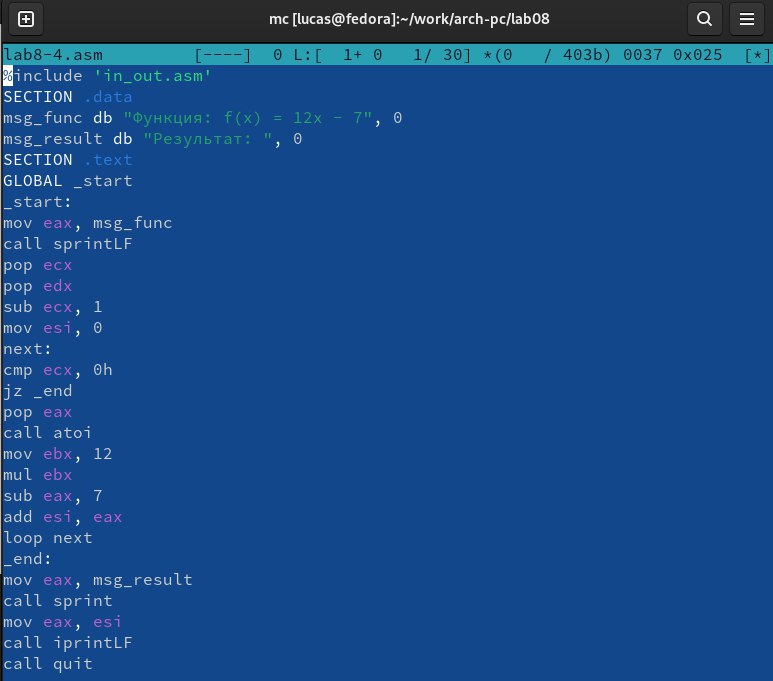 mc [lucas@fedora]:~/work/arch-pc/lab08
lab8-4.asm [----] 0 L:[ 1+ 0 1/ 30] *(0 / 403b) 0037 0x025 [*]
%include 'in_out.asm'
SECTION .data
msg_func db "Функция: f(x) = 12x - 7", 0
msg_result db "Результат: ", 0
SECTION .text
GLOBAL _start
_start:
mov eax, msg_func
call sprintLF
pop ecx
pop edx
sub ecx, 1
mov esi, 0
next:
cmp ecx, 0h
jz _end
pop eax
call atoi
mov ebx, 12
mul ebx
sub eax, 7
add esi, eax
loop next
_end:
mov eax, msg_result
call sprint
mov eax, esi
call iprintLF
call quit